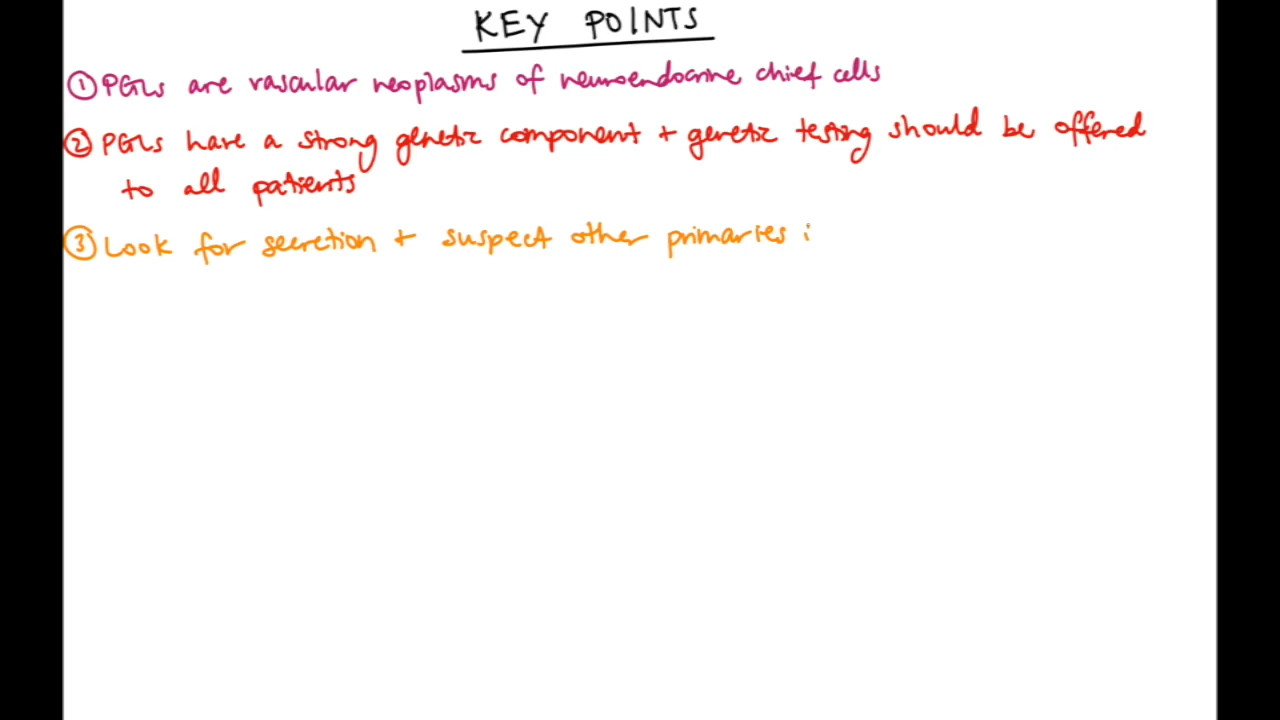 KEY POINTS
① PGLs are vascular neoplasms of neuroendocrine chief cells
② PGLs have a strong genetic component + genetic testing should be offered
to all patients
③ Look for secretion + suspect other primaries i